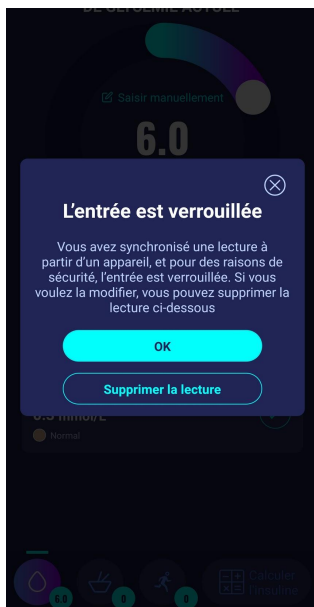 DE GLYCÉMIE ACTUEL
Saisir manuellement
6.0
L'entrée est verrouillée
Vous avez synchronisé une lecture à
partir d'un appareil, et pour des raisons de
sécurité, l'entrée est verrouillée. Si vous
voulez la modifier, vous pouvez supprimer la
lecture ci-dessous
OK
Supprimer la lecture
mmol/L
Normal
6.0
0
0
Calculer
l'insuline